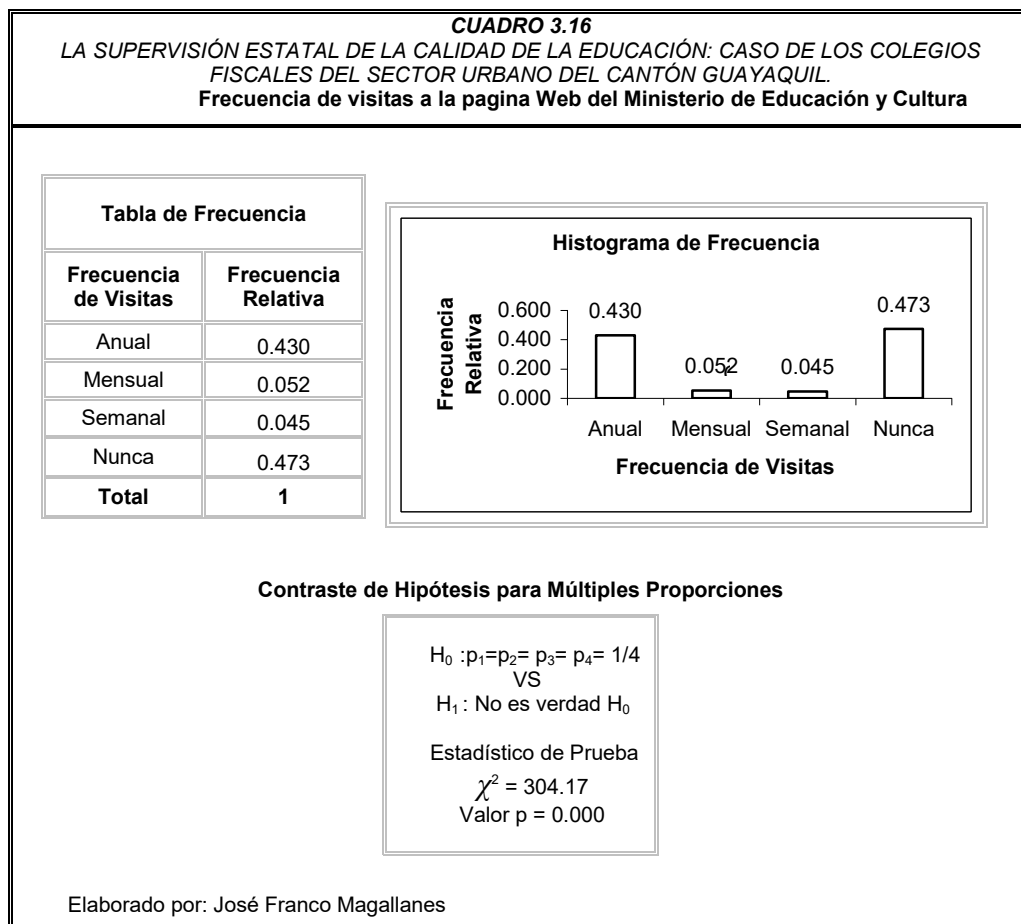 CUADRO 3.16
LA SUPERVISIÓN ESTATAL DE LA CALIDAD DE LA EDUCACIÓN: CASO DE LOS COLEGIOS
FISCALES DEL SECTOR URBANO DEL CANTÓN GUAYAQUIL.
Frecuencia de visitas a la pagina Web del Ministerio de Educación y Cultura
Tabla de Frecuencia
Frecuencia de Visitas Frecuencia Relativa
Anual 0.430
Mensual 0.052
Semanal 0.045
Nunca 0.473
Total 1
Histograma de Frecuencia
Frecuencia
Relativa
0.600
0.400
0.200
0.000
0.430 0.052 0.045 0.473
Anual Mensual Semanal Nunca
Frecuencia de Visitas
Contraste de Hipótesis para Múltiples Proporciones
H₀ :p₁=p₂= p₃= p₄= 1/4
VS
H₁ : No es verdad H₀
Estadístico de Prueba
χ² = 304.17
Valor p = 0.000
Elaborado por: José Franco Magallanes